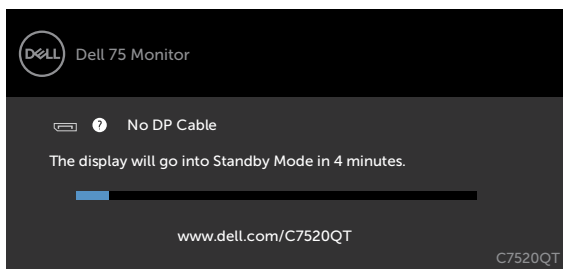 DELL
Dell 75 Monitor
? No DP Cable
The display will go into Standby Mode in 4 minutes.
www.dell.com/C7520QT
C7520QT